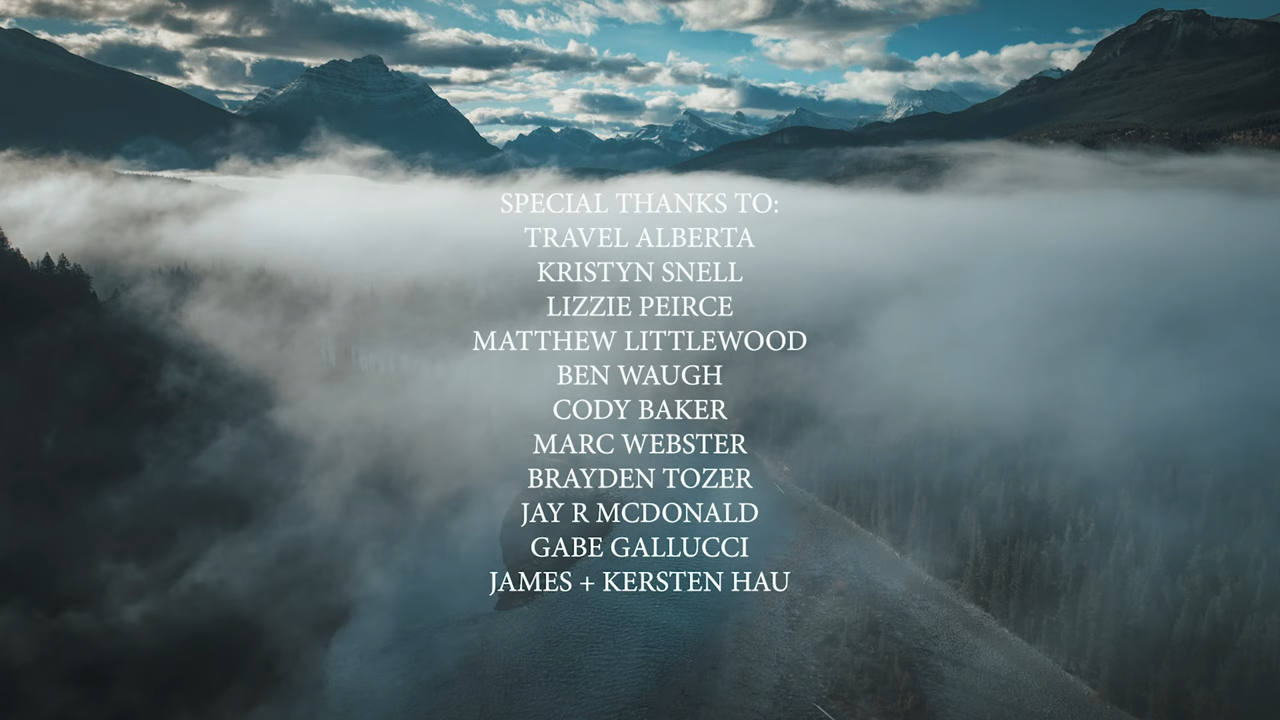 SPECIAL THANKS TO:
TRAVEL ALBERTA
KRISTYN SNELL
LIZZIE PEIRCE
MATTHEW LITTLEWOOD
BEN WAUGH
CODY BAKER
MARC WEBSTER
BRAYDEN TOZER
JAY R MCDONALD
GABE GALLUCCI
JAMES + KERSTEN HAU